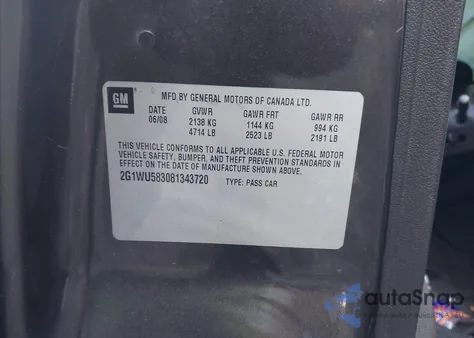 GM
MFD BY GENERAL MOTORS OF CANADA LTD.
DATE GVWR GAWR FRT GAWR RR
06/08 2138 KG 1144 KG 994 KG
4714 LB 2523 LB 2191 LB
THIS VEHICLE CONFORMS TO ALL APPLICABLE U.S. FEDERAL MOTOR
VEHICLE SAFETY, BUMPER, AND THEFT PREVENTION STANDARDS IN
EFFECT ON THE DATE OF MANUFACTURE SHOWN ABOVE.
2G1WU583081343720 TYPE: PASS CAR
autoSnap